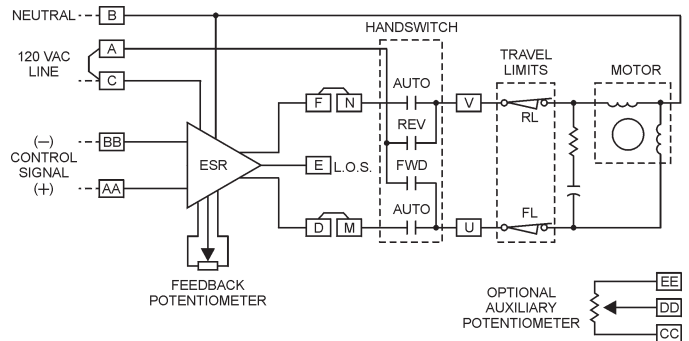 NEUTRAL
B
HANDSWITCH
A
120 VAC
LINE
C
TRAVEL
LIMITS
MOTOR
AUTO
F
N
V
RL
REV
(−)
CONTROL
SIGNAL
(+)
BB
AA
ESR
E
L.O.S.
FWD
AUTO
D
M
U
FL
FEEDBACK
POTENTIOMETER
OPTIONAL
AUXILIARY
POTENTIOMETER
EE
DD
CC